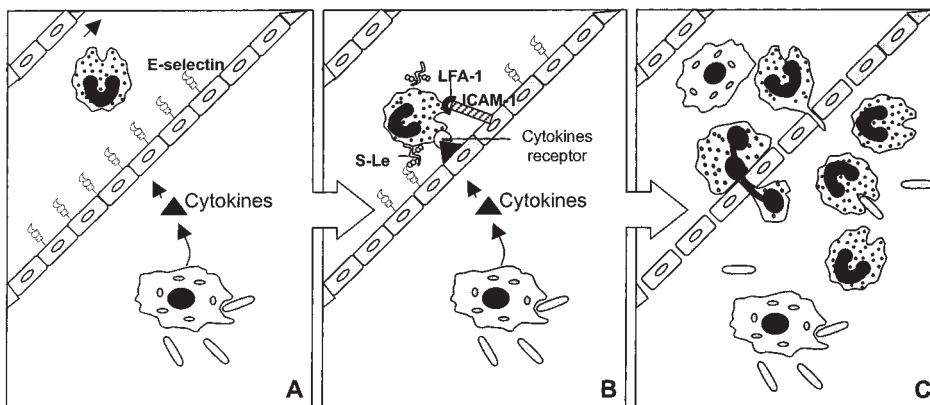 E-selectin
Cytokines
A
LFA-1
ICAM-1
S-Le
Cytokines
receptor
Cytokines
B
C